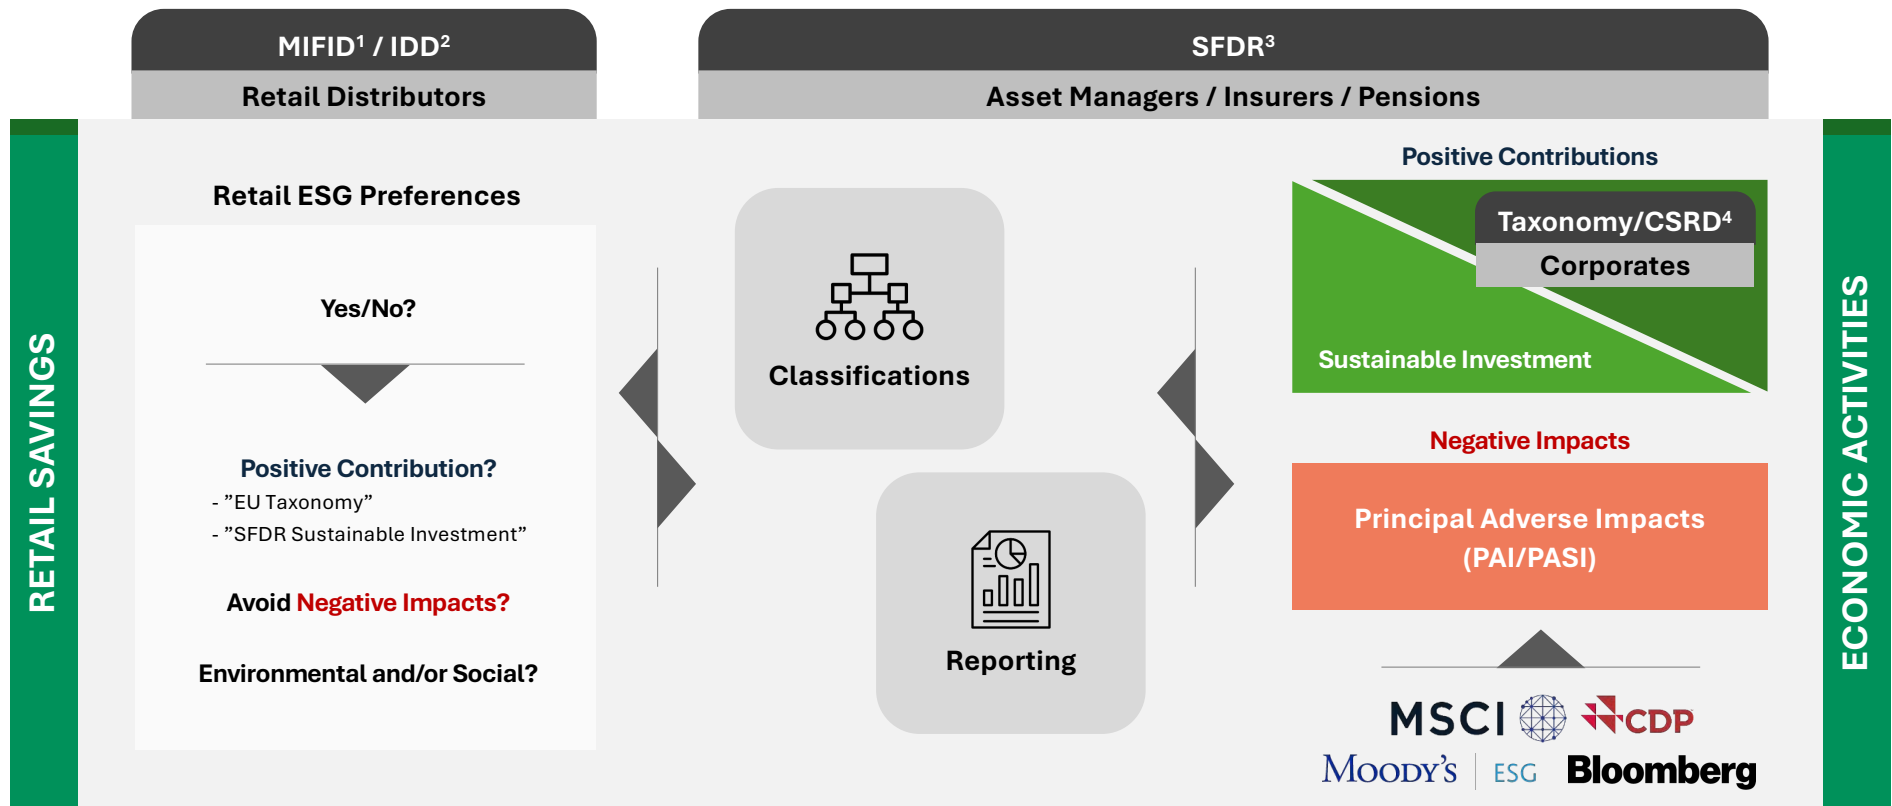 MIFID¹ / IDD²
Retail Distributors
SFDR³
Asset Managers / Insurers / Pensions
RETAIL SAVINGS
Retail ESG Preferences
Yes/No?
Positive Contribution?
- ”EU Taxonomy”
- ”SFDR Sustainable Investment”
Avoid Negative Impacts?
Environmental and/or Social?
Classifications
Reporting
Positive Contributions
Taxonomy/CSRD⁴
Corporates
Sustainable Investment
Negative Impacts
Principal Adverse Impacts
(PAI/PASI)
MSCI
CDP
MOODY'S | ESG
Bloomberg
ECONOMIC ACTIVITIES